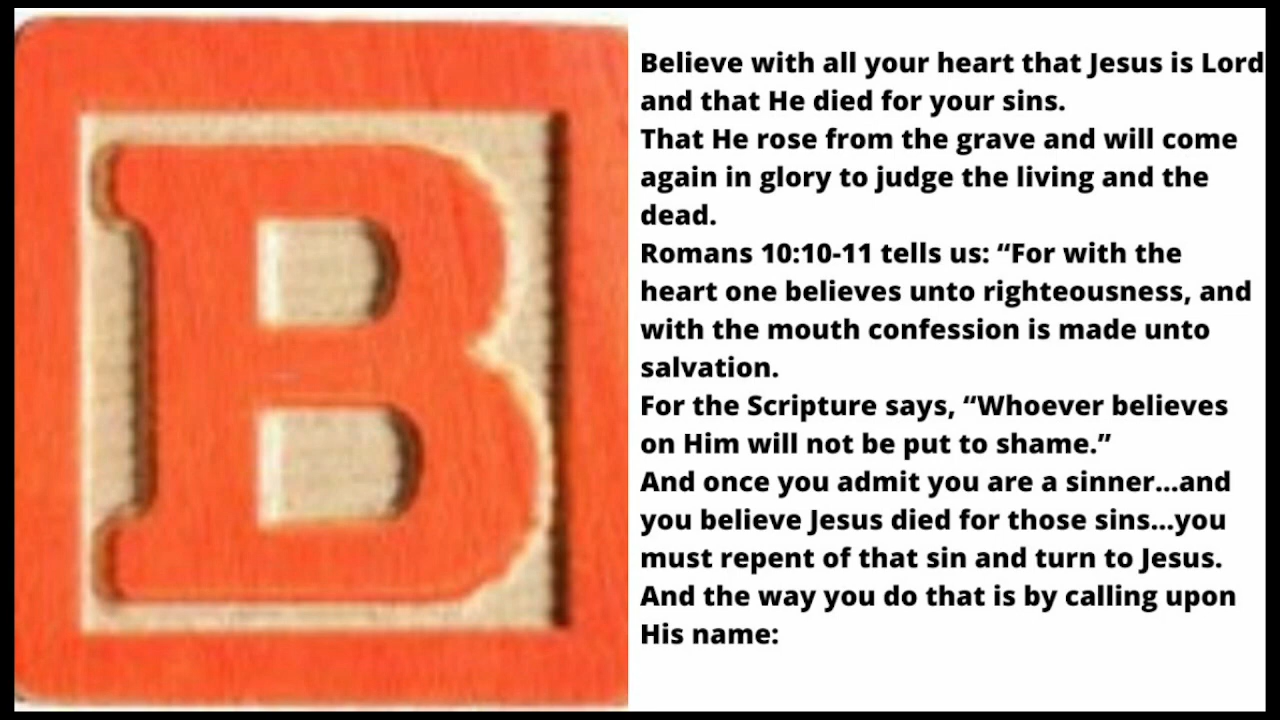 B
Believe with all your heart that Jesus is Lord
and that He died for your sins.
That He rose from the grave and will come
again in glory to judge the living and the
dead.
Romans 10:10-11 tells us: “For with the
heart one believes unto righteousness, and
with the mouth confession is made unto
salvation.
For the Scripture says, “Whoever believes
on Him will not be put to shame.”
And once you admit you are a sinner...and
you believe Jesus died for those sins...you
must repent of that sin and turn to Jesus.
And the way you do that is by calling upon
His name: